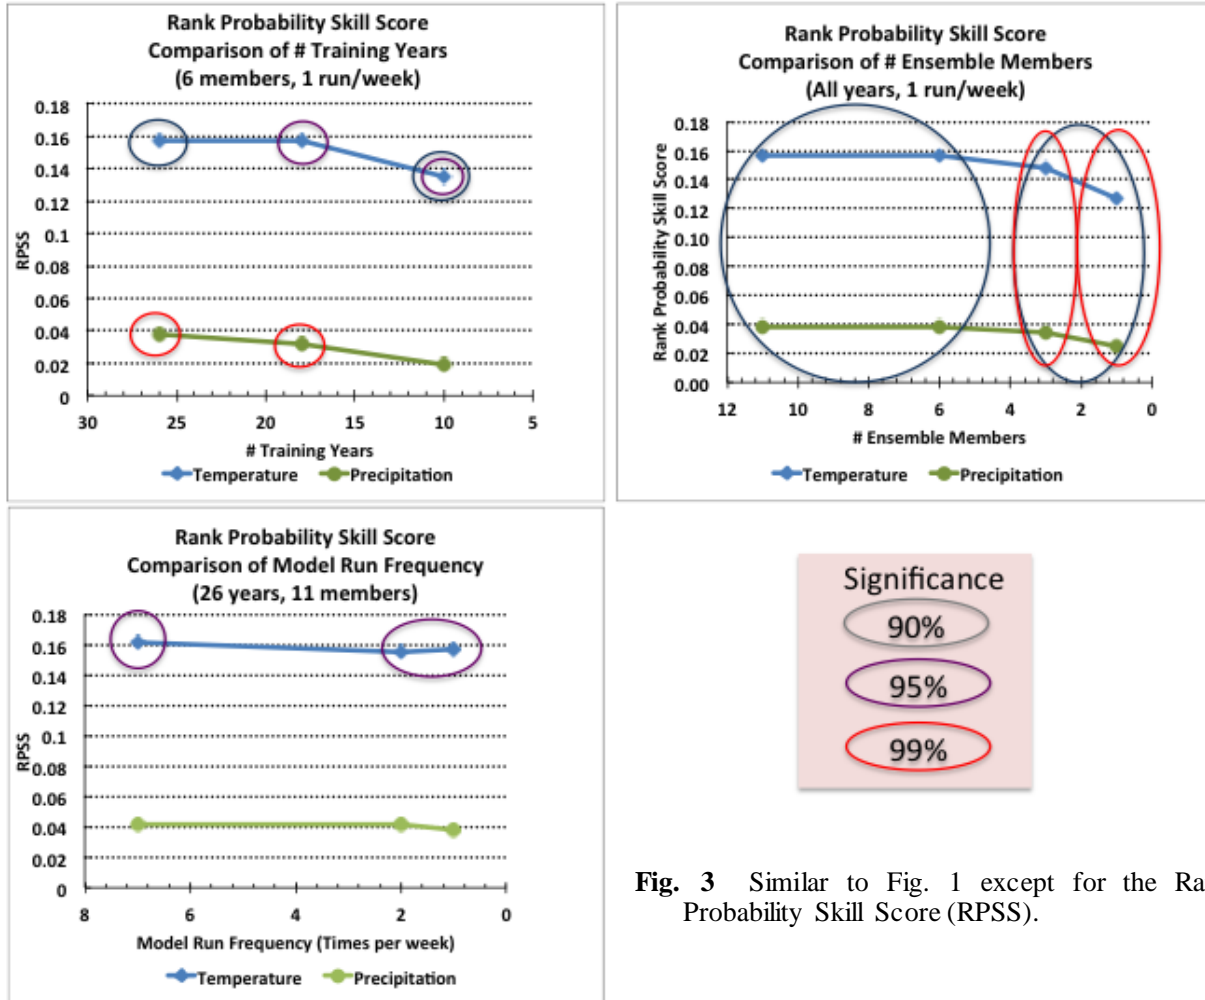 Rank Probability Skill Score
Comparison of # Training Years
(6 members, 1 run/week)
0.18
0.16
0.14
0.12
0.1
0.08
0.06
0.04
0.02
0
RPSS
30 25 20 15 10 5
# Training Years
Temperature Precipitation
Rank Probability Skill Score
Comparison of # Ensemble Members
(All years, 1 run/week)
0.18
0.16
0.14
0.12
0.10
0.08
0.06
0.04
0.02
0.00
Rank Probability Skill Score
12 10 8 6 4 2 0
# Ensemble Members
Temperature Precipitation
Rank Probability Skill Score
Comparison of Model Run Frequency
(26 years, 11 members)
0.18
0.16
0.14
0.12
0.1
0.08
0.06
0.04
0.02
0
RPSS
8 6 4 2 0
Model Run Frequency (Times per week)
Temperature Precipitation
Significance
90%
95%
99%
Fig. 3 Similar to Fig. 1 except for the Ra
Probability Skill Score (RPSS).